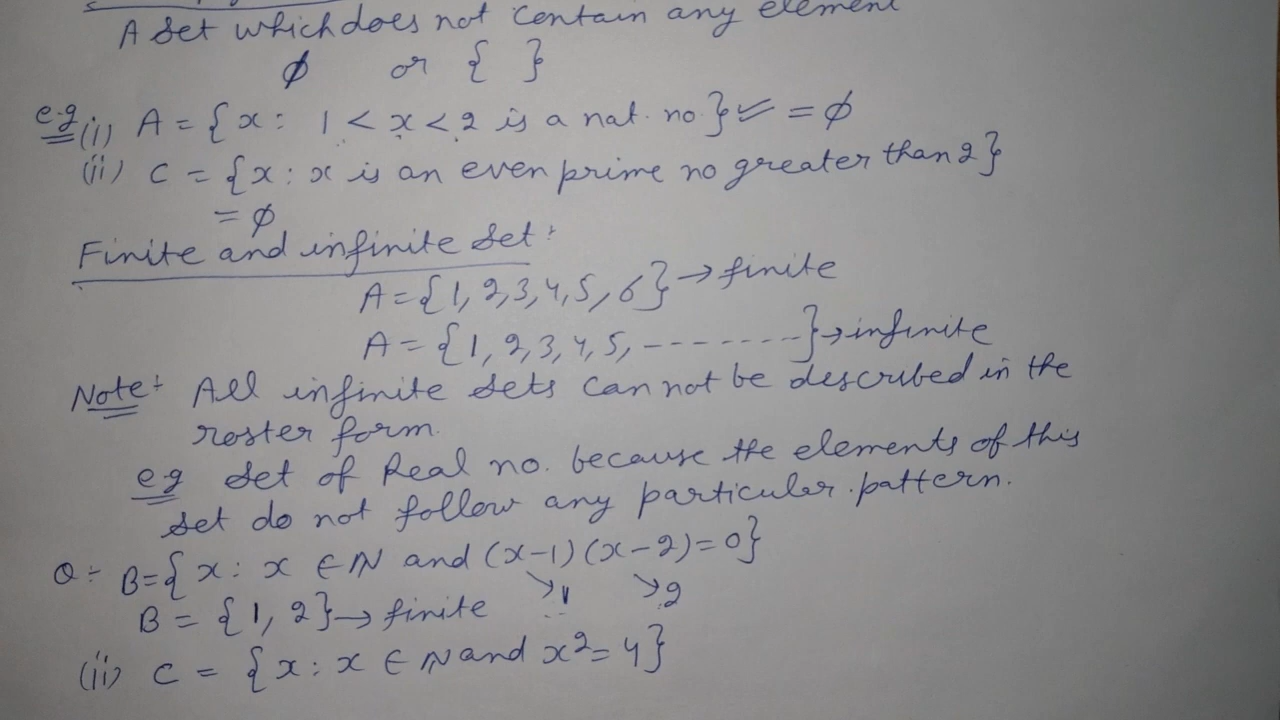 A set which does not contain any element
ϕ or { }
e.g (i) A = {x : 1 < x < 2 is a nat. no.} = ϕ
(ii) C = {x : x is an even prime no greater than 2}
= ϕ
Finite and infinite set :
A = {1, 2, 3, 4, 5, 6} → finite
A = {1, 2, 3, 4, 5, --------} → infinite
Note : All infinite sets can not be described in the
roster form.
eg set of Real no. because the elements of this
set do not follow any particular pattern.
Q :- B = {x : x ∈ N and (x-1) (x-2) = 0}
↘1 ↘2
B = {1, 2} → finite
(ii) C = {x : x ∈ N and x² = 4}